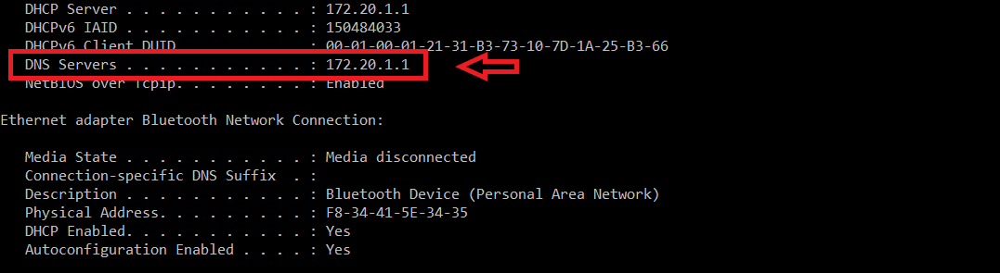 DHCP Server . . . . . . . . . . . : 172.20.1.1
DHCPv6 IAID . . . . . . . . . . . : 150484033
DHCPv6 Client DUID. . . . . . . . : 00-01-00-01-21-31-B3-73-10-7D-1A-25-B3-66
DNS Servers . . . . . . . . . . . : 172.20.1.1
NetBIOS over Tcpip. . . . . . . . : Enabled
Ethernet adapter Bluetooth Network Connection:
Media State . . . . . . . . . . . : Media disconnected
Connection-specific DNS Suffix  . :
Description . . . . . . . . . . . : Bluetooth Device (Personal Area Network)
Physical Address. . . . . . . . . : F8-34-41-5E-34-35
DHCP Enabled. . . . . . . . . . . : Yes
Autoconfiguration Enabled . . . . : Yes